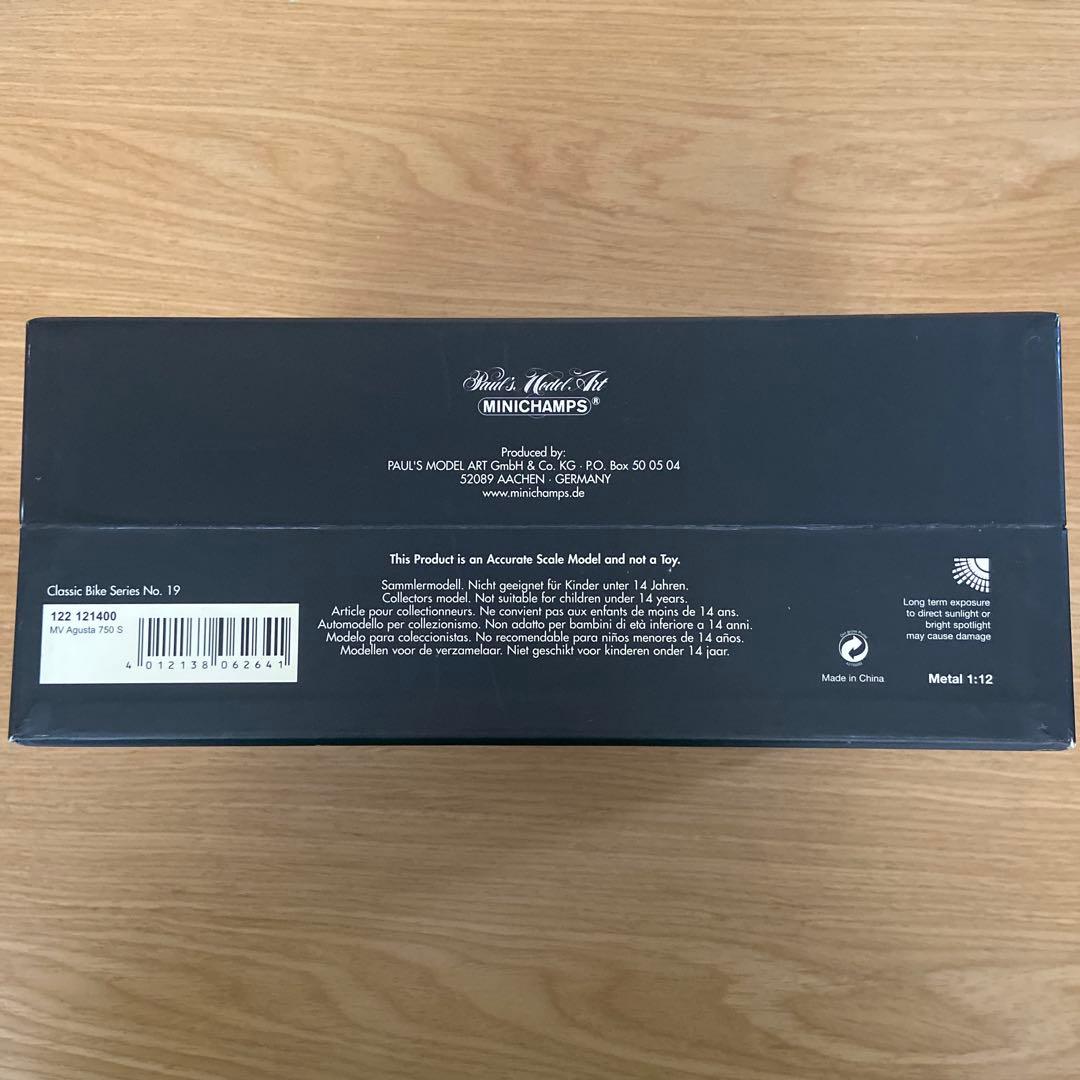 Paul's Model Art
MINICHAMPS®
Produced by:
PAUL'S MODEL ART GmbH & Co. KG · P.O. Box 50 05 04
52089 AACHEN · GERMANY
www.minichamps.de
This Product is an Accurate Scale Model and not a Toy.
Sammlermodell. Nicht geeignet für Kinder unter 14 Jahren.
Collectors model. Not suitable for children under 14 years.
Article pour collectionneurs. Ne convient pas aux enfants de moins de 14 ans.
Automodello per collezionismo. Non adatto per bambini di età inferiore a 14 anni.
Modelo para coleccionistas. No recomendable para niños menores de 14 años.
Modellen voor de verzamelaar. Niet geschikt voor kinderen onder 14 jaar.
Classic Bike Series No. 19
122 121400
MV Agusta 750 S
4 012138 062641
Long term exposure
to direct sunlight or
bright spotlight
may cause damage
Made in China
Metal 1:12